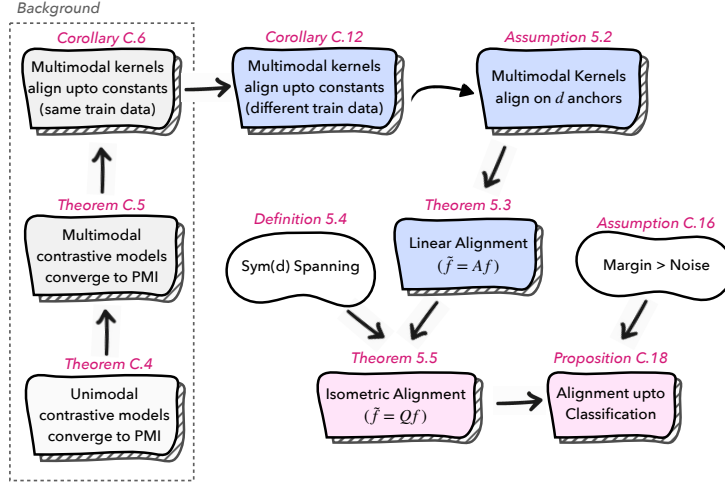 Background
Corollary C.6
Multimodal kernels
align upto constants
(same train data)
Corollary C.12
Multimodal kernels
align upto constants
(different train data)
Assumption 5.2
Multimodal Kernels
align on d anchors
Theorem C.5
Multimodal
contrastive models
converge to PMI
Definition 5.4
Sym(d) Spanning
Theorem 5.3
Linear Alignment
(f̃ = Af)
Assumption C.16
Margin > Noise
Theorem C.4
Unimodal
contrastive models
converge to PMI
Theorem 5.5
Isometric Alignment
(f̃ = Qf)
Proposition C.18
Alignment upto
Classification